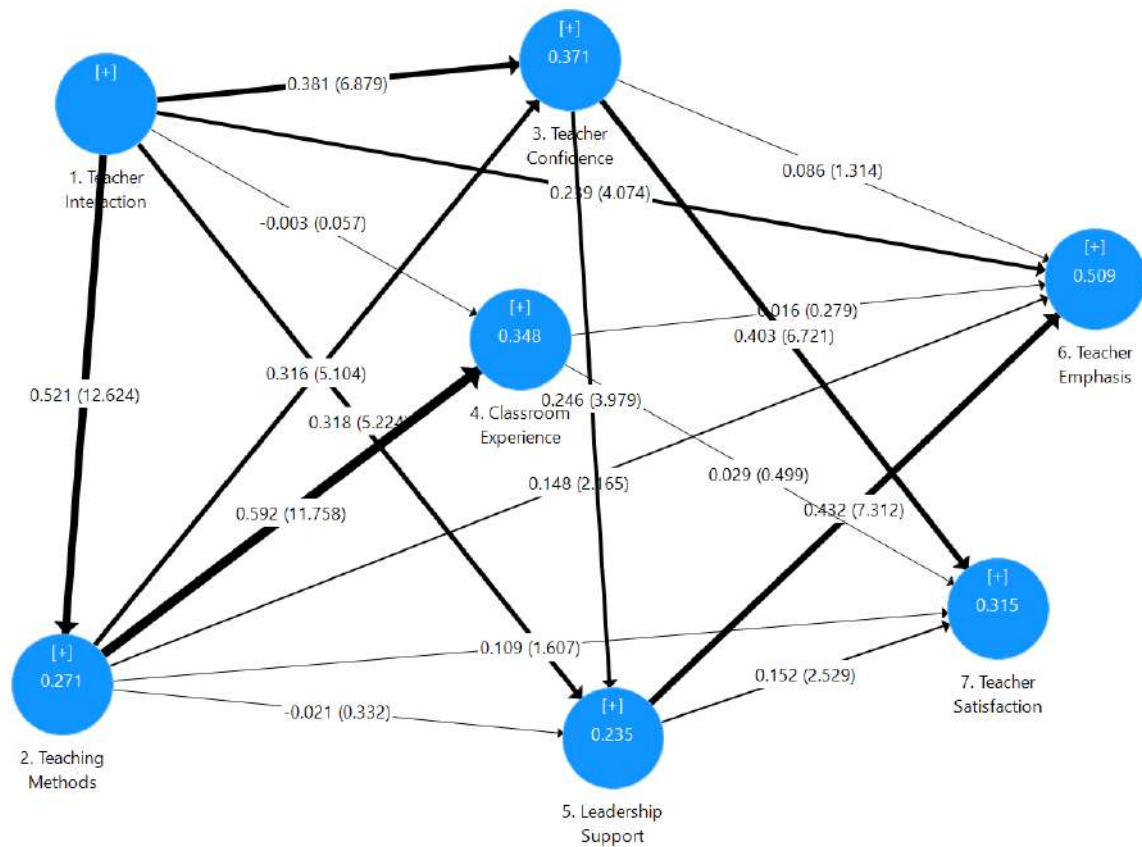 [+]
0.371
[+]
0.381 (6.879)
3. Teacher
Confidence
1. Teacher
Interaction
0.086 (1.314)
0.239 (4.074)
-0.003 (0.057)
[+]
0.509
[+]
0.348
0.016 (0.279)
0.403 (6.721)
6. Teacher
Emphasis
0.316 (5.104)
0.521 (12.624)
0.246 (3.979)
4. Classroom
Experience
0.318 (5.224)
0.029 (0.499)
0.148 (2.165)
0.592 (11.758)
0.432 (7.312)
[+]
0.315
[+]
0.271
0.109 (1.607)
0.152 (2.529)
7. Teacher
Satisfaction
-0.021 (0.332)
[+]
0.235
2. Teaching
Methods
5. Leadership
Support